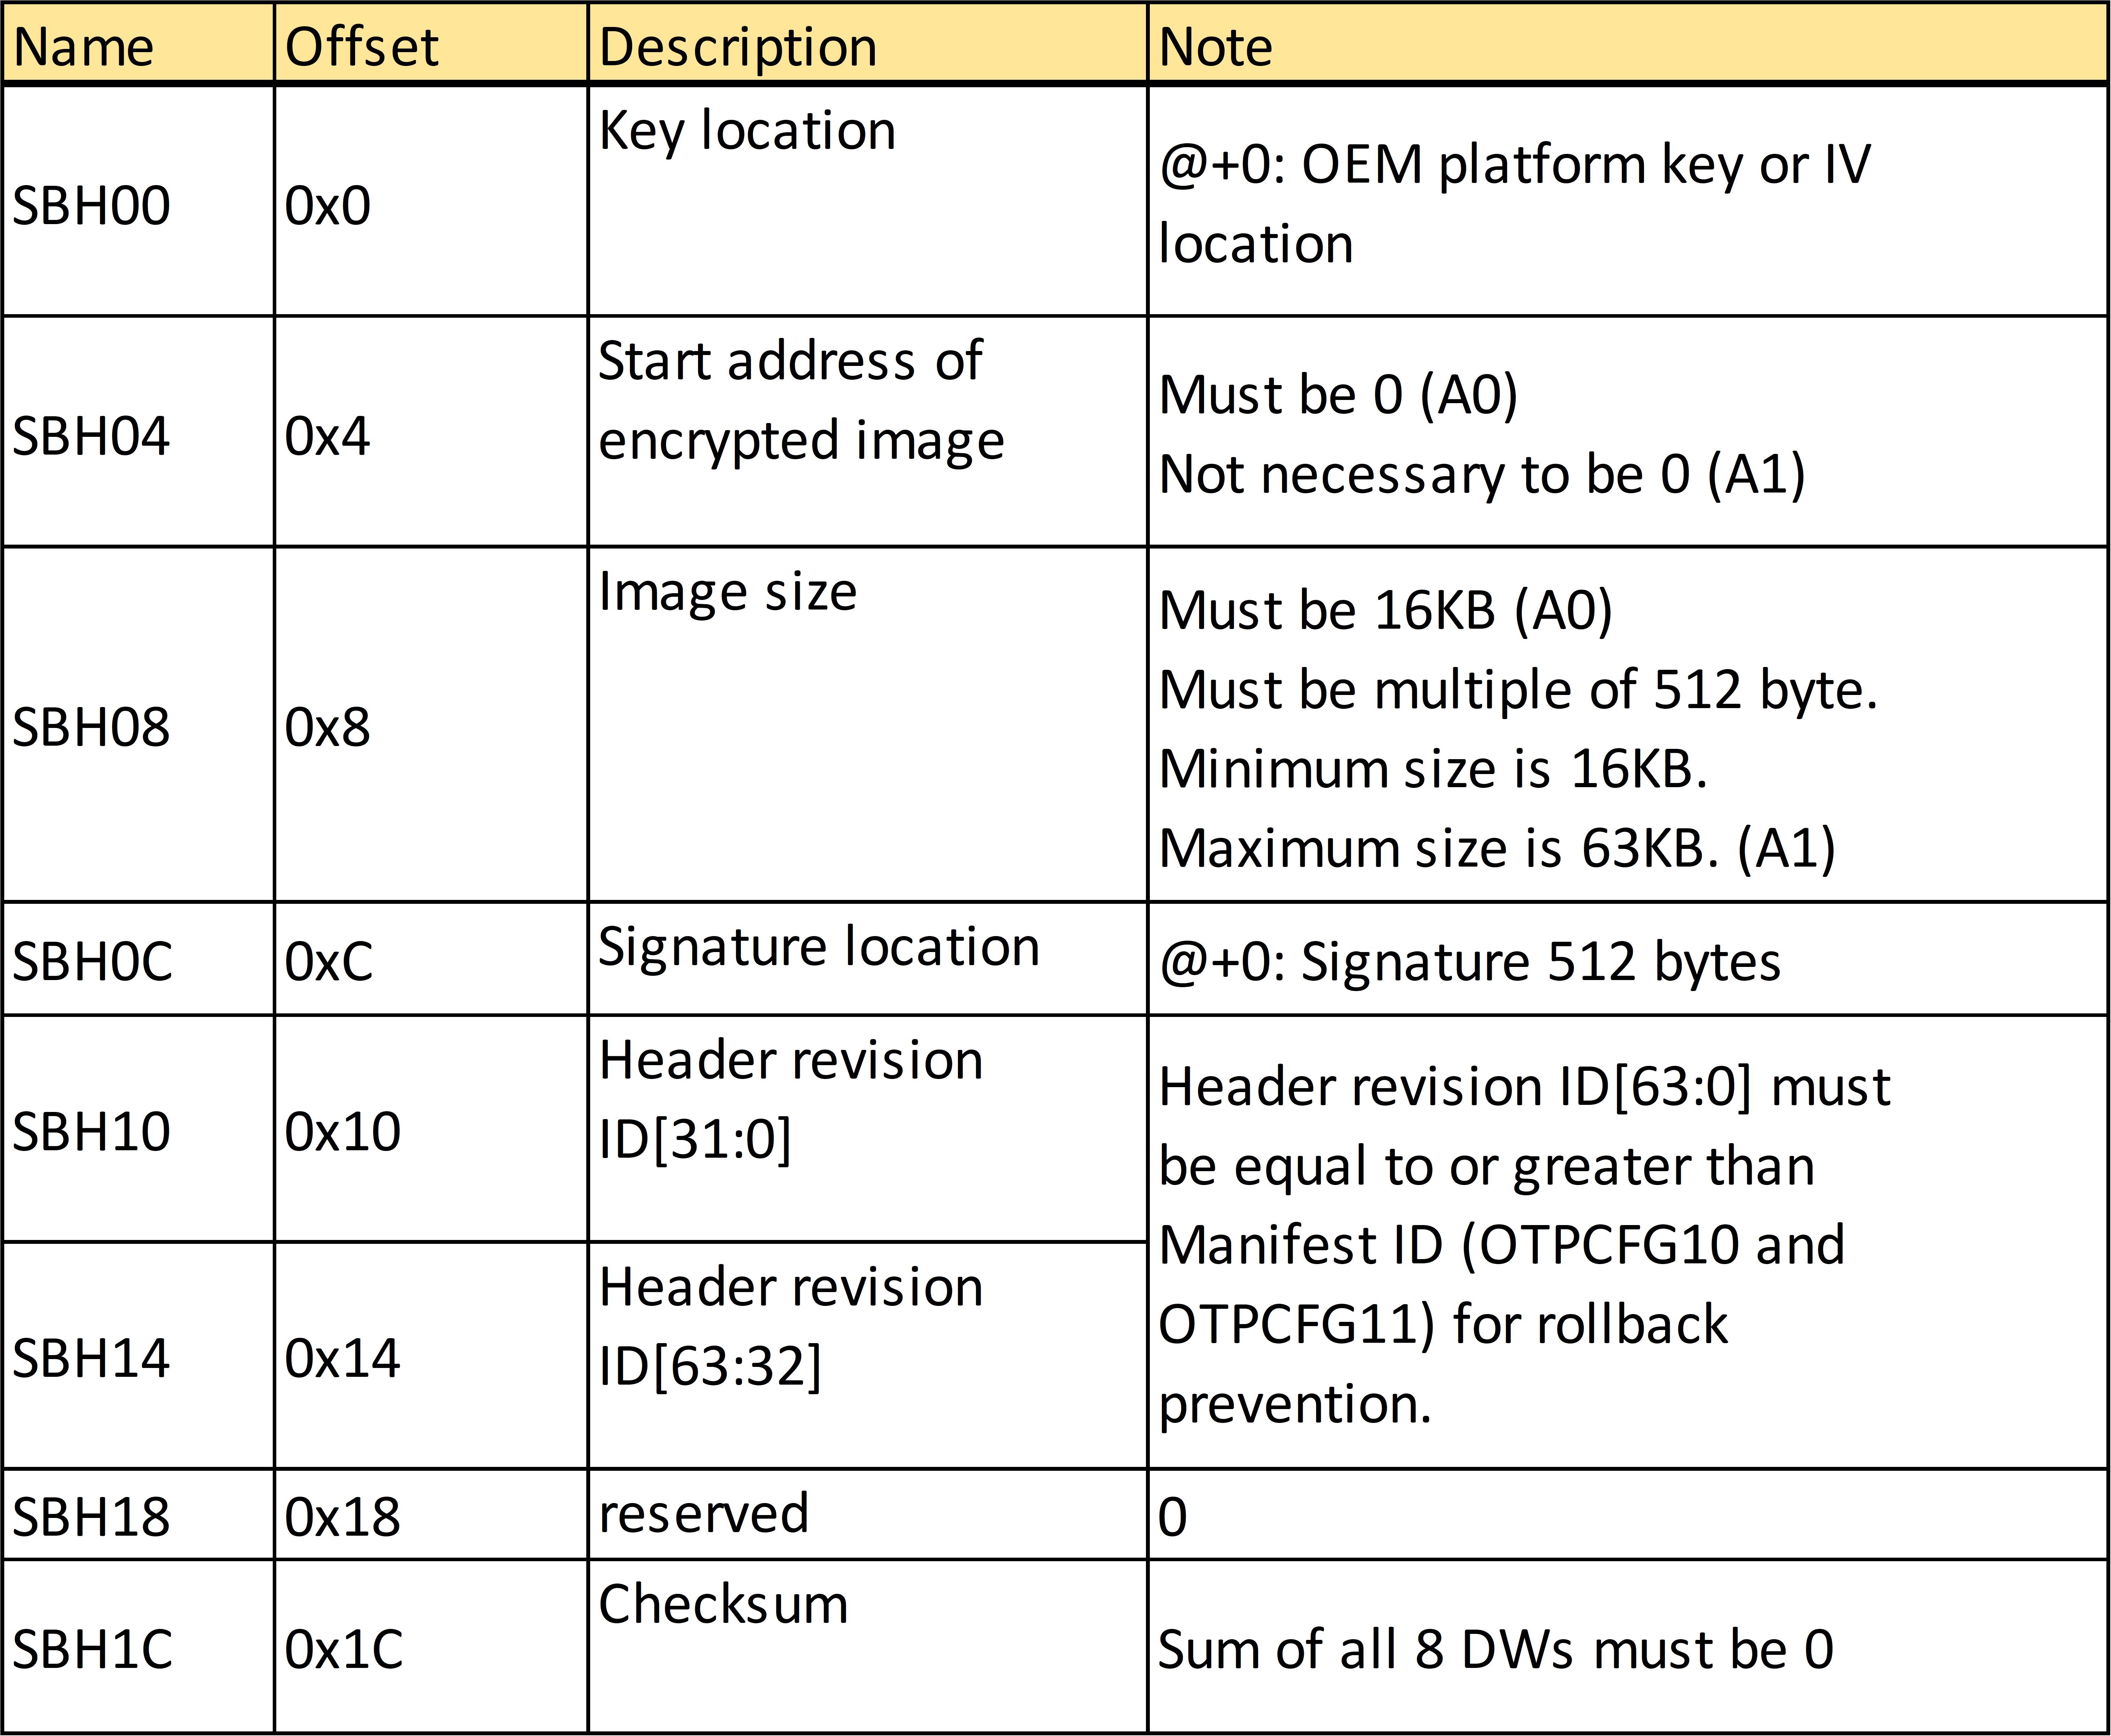 Name Offset Description Note
SBH00 0x0 Key location @+0: OEM platform key or IV
location
SBH04 0x4 Start address of
encrypted image
Must be 0 (A0)
Not necessary to be 0 (A1)
SBH08 0x8 Image size Must be 16KB (A0)
Must be multiple of 512 byte.
Minimum size is 16KB.
Maximum size is 63KB. (A1)
SBH0C 0xC Signature location @+0: Signature 512 bytes
SBH10 0x10 Header revision
ID[31:0]
Header revision ID[63:0] must
be equal to or greater than
Manifest ID (OTPCFG10 and
OTPCFG11) for rollback
prevention.
SBH14 0x14 Header revision
ID[63:32]
SBH18 0x18 reserved 0
SBH1C 0x1C Checksum Sum of all 8 DWs must be 0